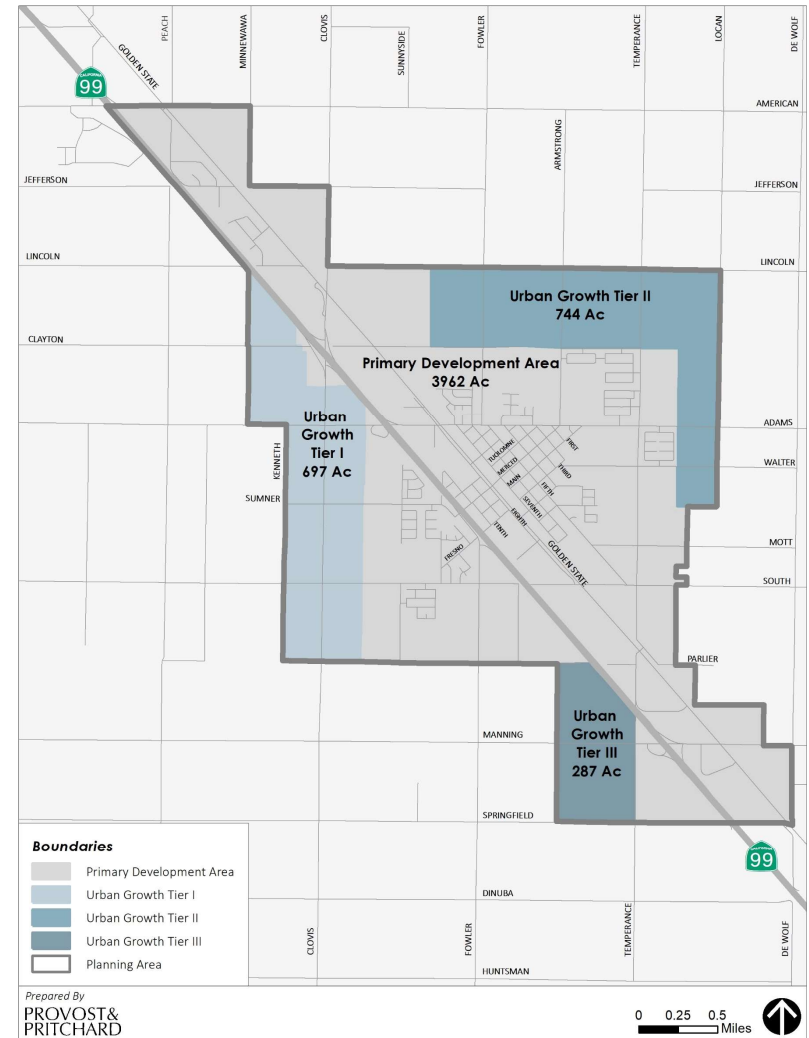 PEACH
MINNEWAWA
CLOVIS
SUNNYSIDE
FOWLER
TEMPERANCE
LOCAN
DE WOLF
GOLDEN STATE
CALIFORNIA
99
AMERICAN
ARMSTRONG
JEFFERSON
JEFFERSON
LINCOLN
LINCOLN
Urban Growth Tier II
744 Ac
CLAYTON
Primary Development Area
3962 Ac
Urban
Growth
Tier I
697 Ac
ADAMS
TUOLOMNE
FIRST
MERCED
KENNETH
WALTER
MAIN
THIRD
FIFTH
SUMNER
SEVENTH
EIGHTH
TENTH
MOTT
FRESNO
GOLDEN STATE
SOUTH
PARLIER
Urban
Growth
Tier III
287 Ac
MANNING
SPRINGFIELD
CALIFORNIA
99
Boundaries
Primary Development Area
Urban Growth Tier I
Urban Growth Tier II
Urban Growth Tier III
Planning Area
DINUBA
CLOVIS
FOWLER
TEMPERANCE
DE WOLF
HUNTSMAN
Prepared By
PROVOST&
PRITCHARD
0 0.25 0.5
Miles